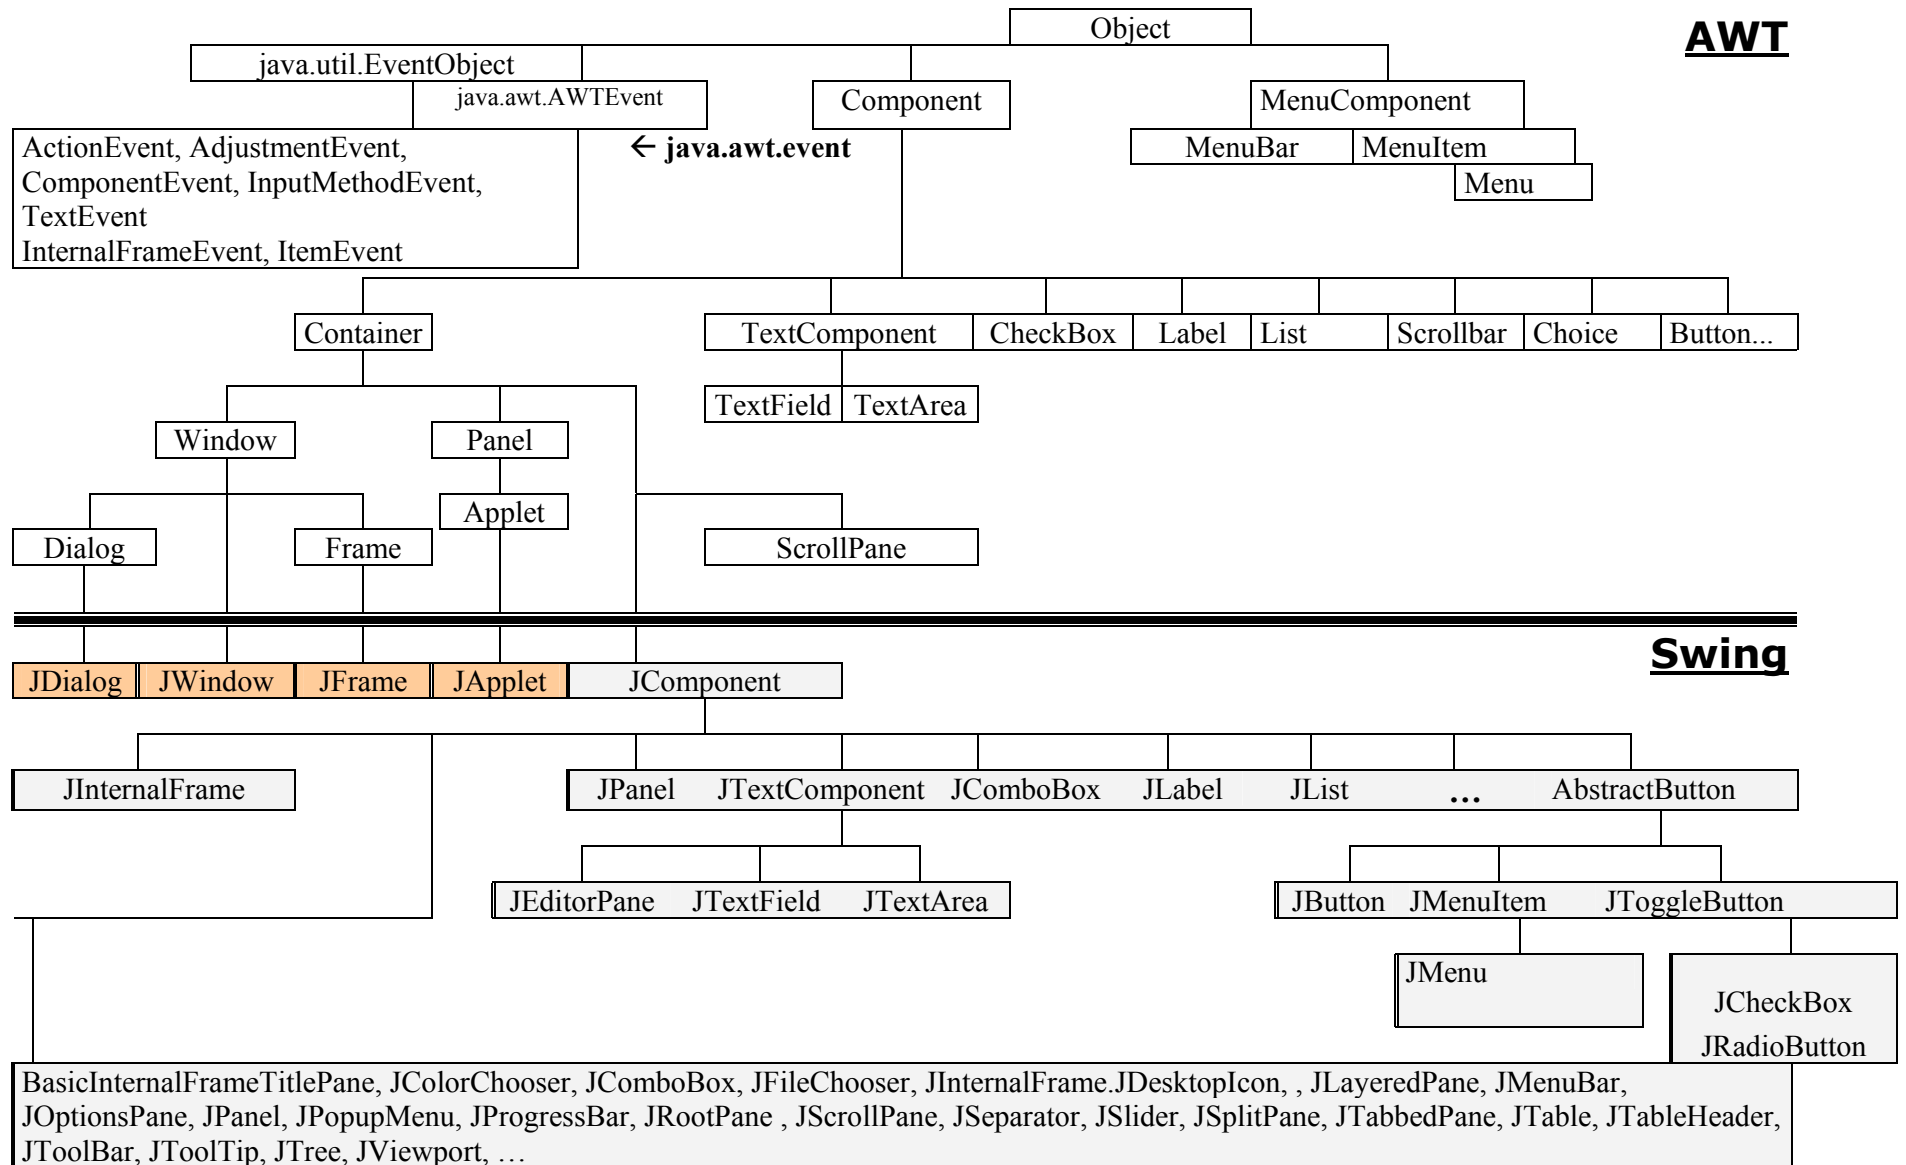 Object
AWT
java.util.EventObject
java.awt.AWTEvent
Component
MenuComponent
ActionEvent, AdjustmentEvent,
ComponentEvent, InputMethodEvent,
TextEvent
InternalFrameEvent, ItemEvent
← java.awt.event
MenuBar
MenuItem
Menu
Container
TextComponent
CheckBox
Label
List
Scrollbar
Choice
Button...
TextField
TextArea
Window
Panel
Applet
Dialog
Frame
ScrollPane
Swing
JDialog
JWindow
JFrame
JApplet
JComponent
JInternalFrame
JPanel
JTextComponent
JComboBox
JLabel
JList
...
AbstractButton
JEditorPane
JTextField
JTextArea
JButton
JMenuItem
JToggleButton
JMenu
JCheckBox
JRadioButton
BasicInternalFrameTitlePane, JColorChooser, JComboBox, JFileChooser, JInternalFrame.JDesktopIcon, , JLayeredPane, JMenuBar,
JOptionsPane, JPanel, JPopupMenu, JProgressBar, JRootPane , JScrollPane, JSeparator, JSlider, JSplitPane, JTabbedPane, JTable, JTableHeader,
JToolBar, JToolTip, JTree, JViewport, …